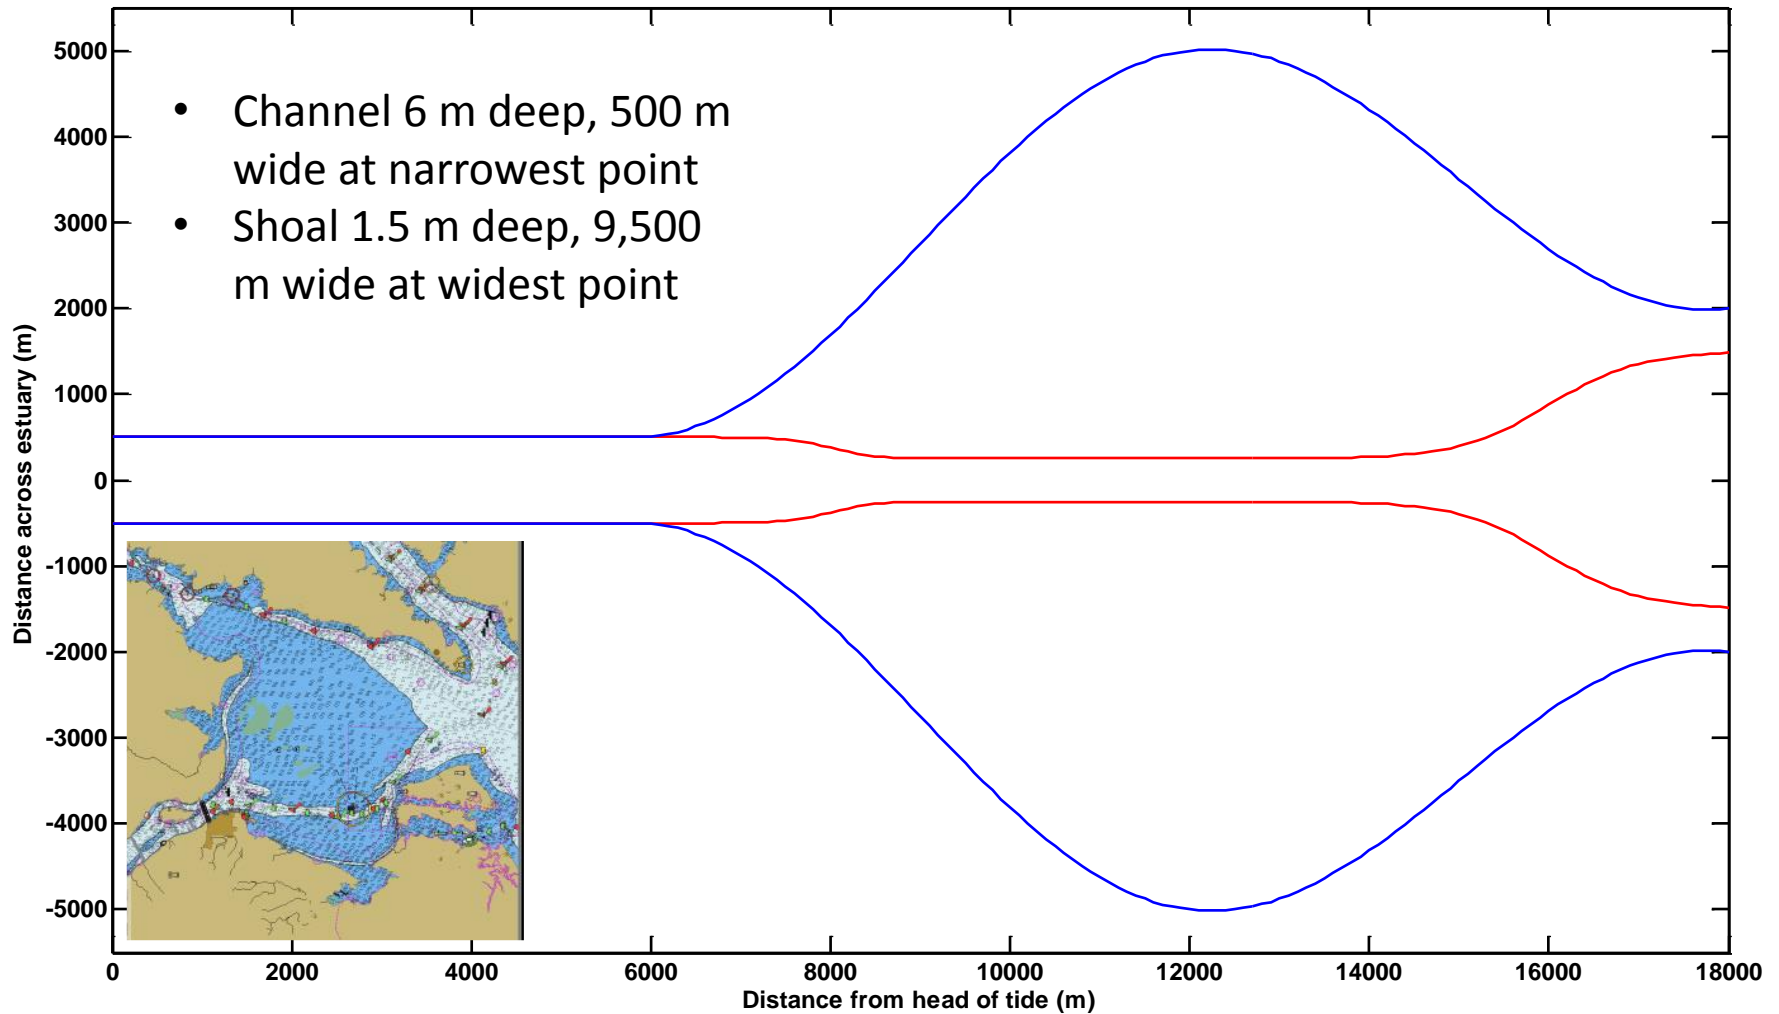 5000
4000
3000
2000
1000
0
-1000
-2000
-3000
-4000
-5000
Distance across estuary (m)
• Channel 6 m deep, 500 m
wide at narrowest point
• Shoal 1.5 m deep, 9,500
m wide at widest point
0 2000 4000 6000 8000 10000 12000 14000 16000 18000
Distance from head of tide (m)